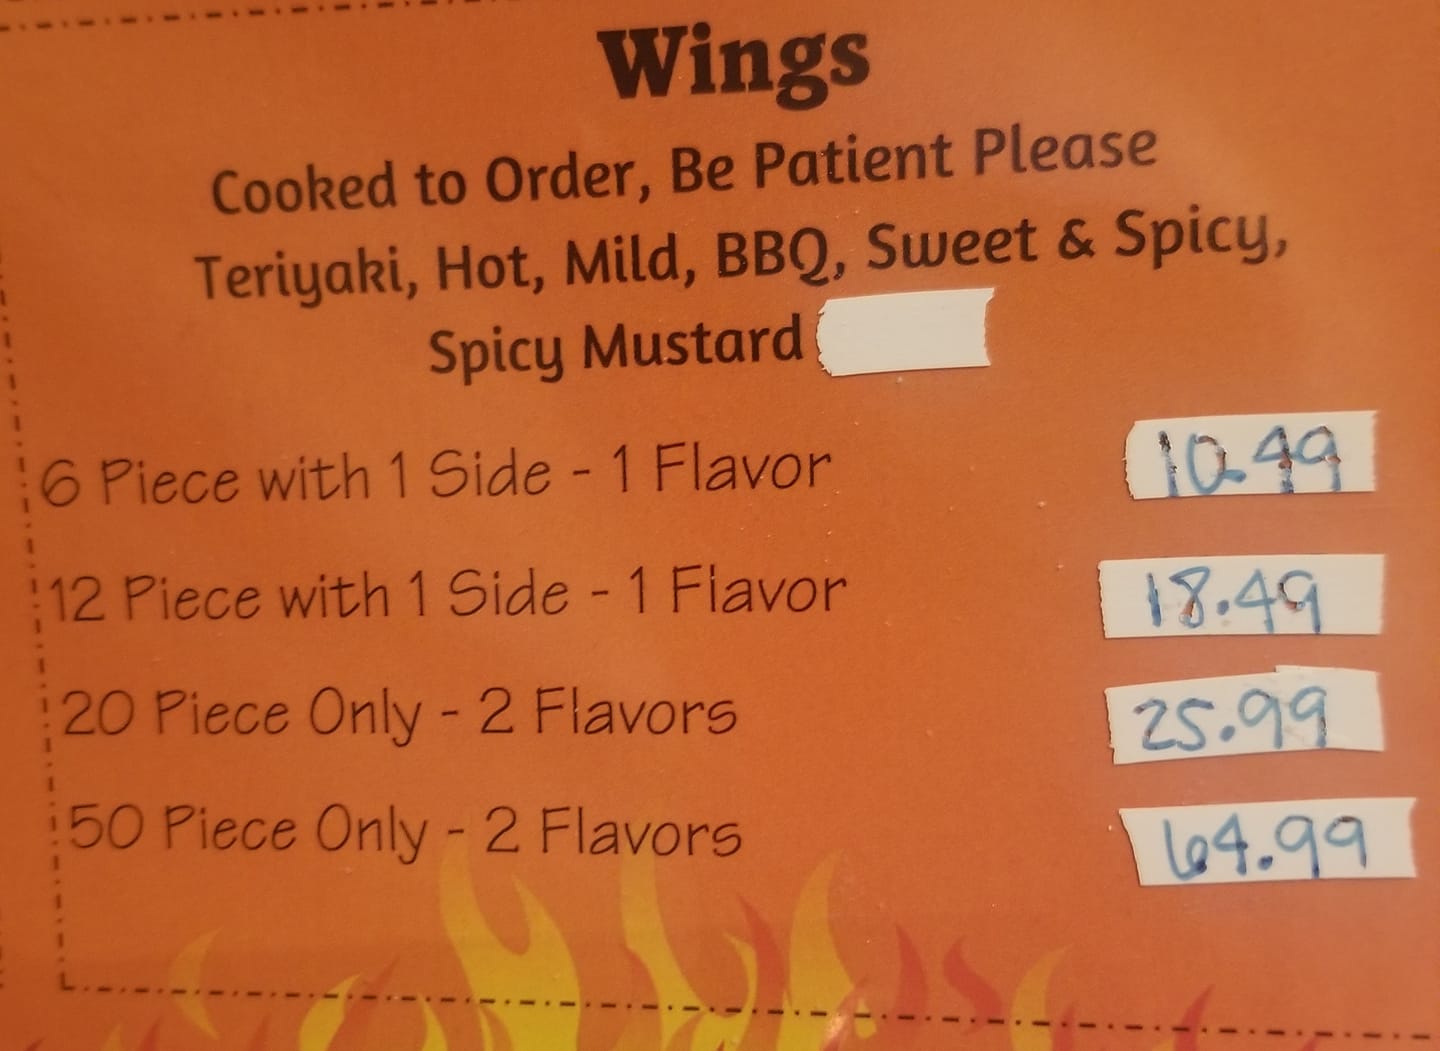 Wings
Cooked to Order, Be Patient Please
Teriyaki, Hot, Mild, BBQ, Sweet & Spicy,
Spicy Mustard
6 Piece with 1 Side - 1 Flavor 10.49
12 Piece with 1 Side - 1 Flavor 18.49
20 Piece Only - 2 Flavors 25.99
50 Piece Only - 2 Flavors 64.99